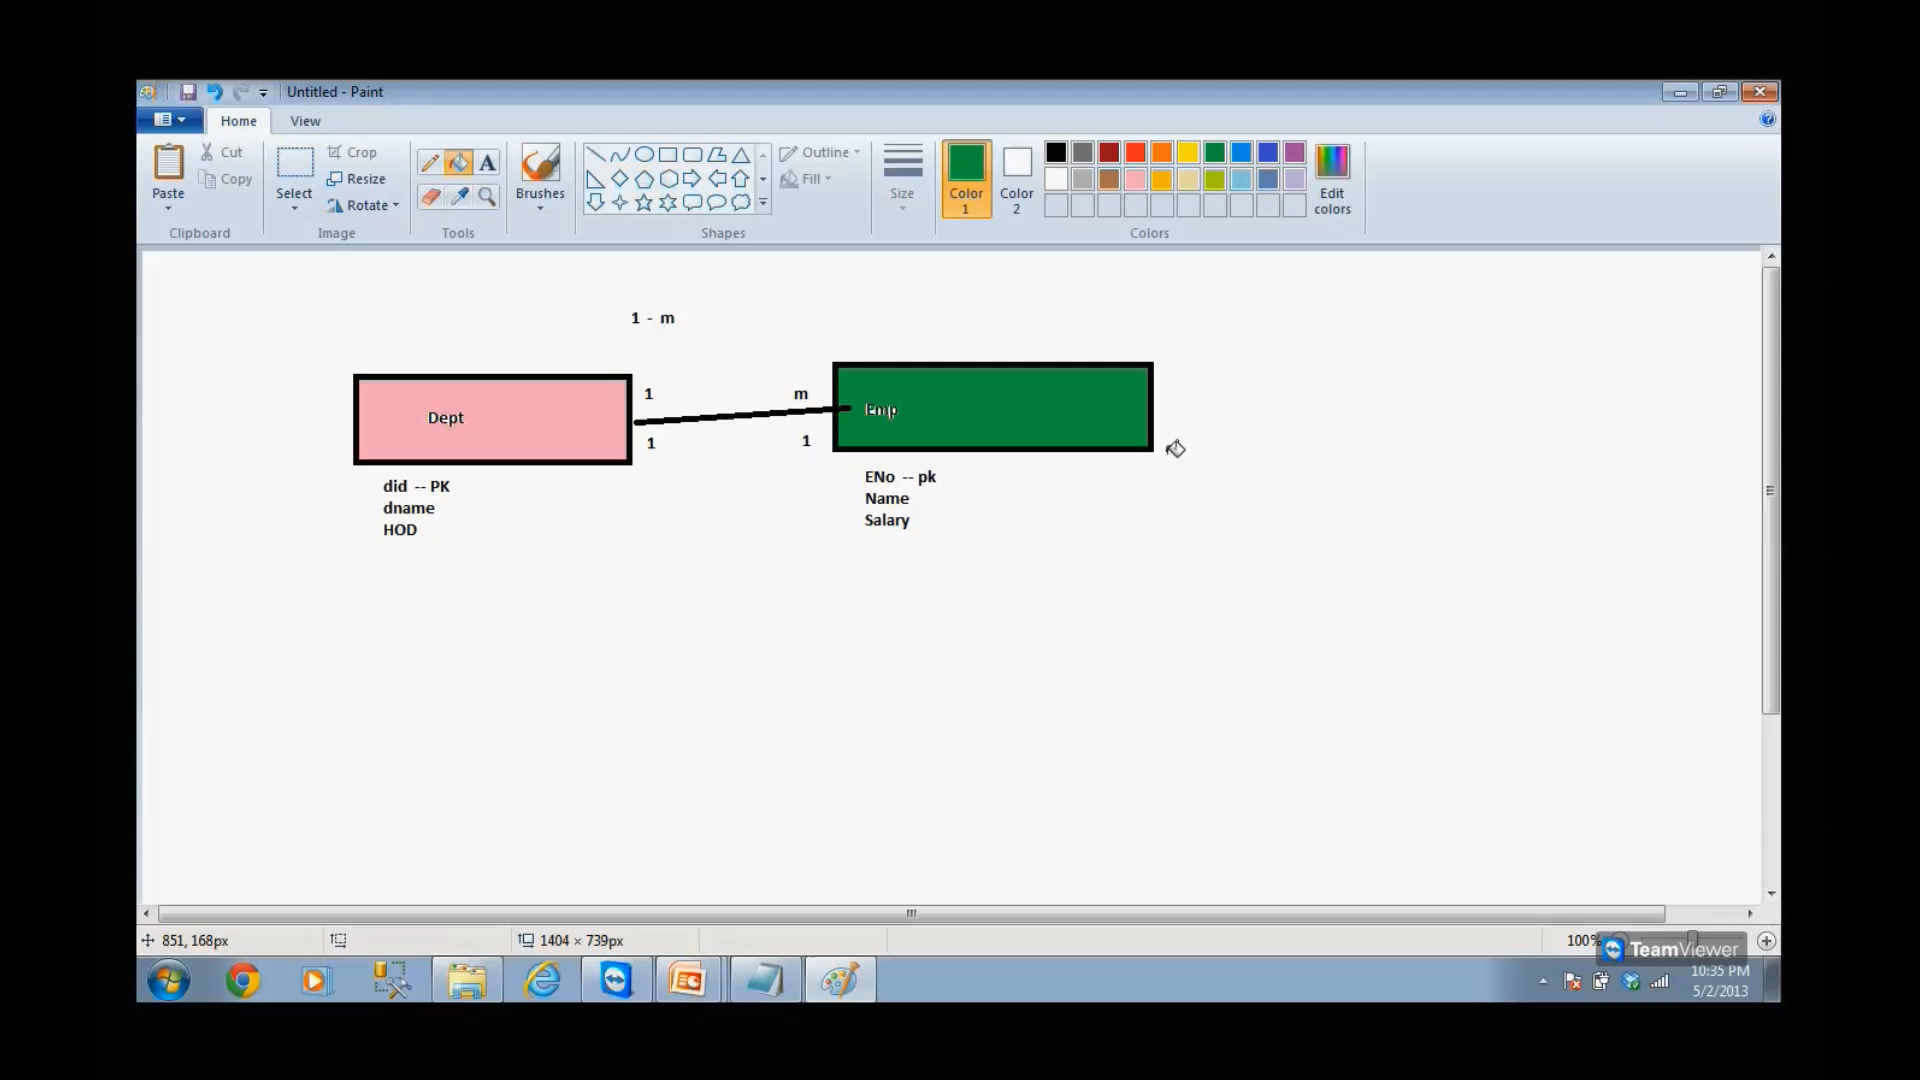 Untitled - Paint
Home
View
Paste
Cut
Copy
Clipboard
Select
Crop
Resize
Rotate
Image
A
Tools
Brushes
Shapes
Outline
Fill
Size
Color
1
Color
2
Edit
colors
Colors
1 - m
Dept
1
m
Emp
1
1
did -- PK
dname
HOD
ENo -- pk
Name
Salary
851, 168px
1404 × 739px
100%
TeamViewer
10:35 PM
5/2/2013